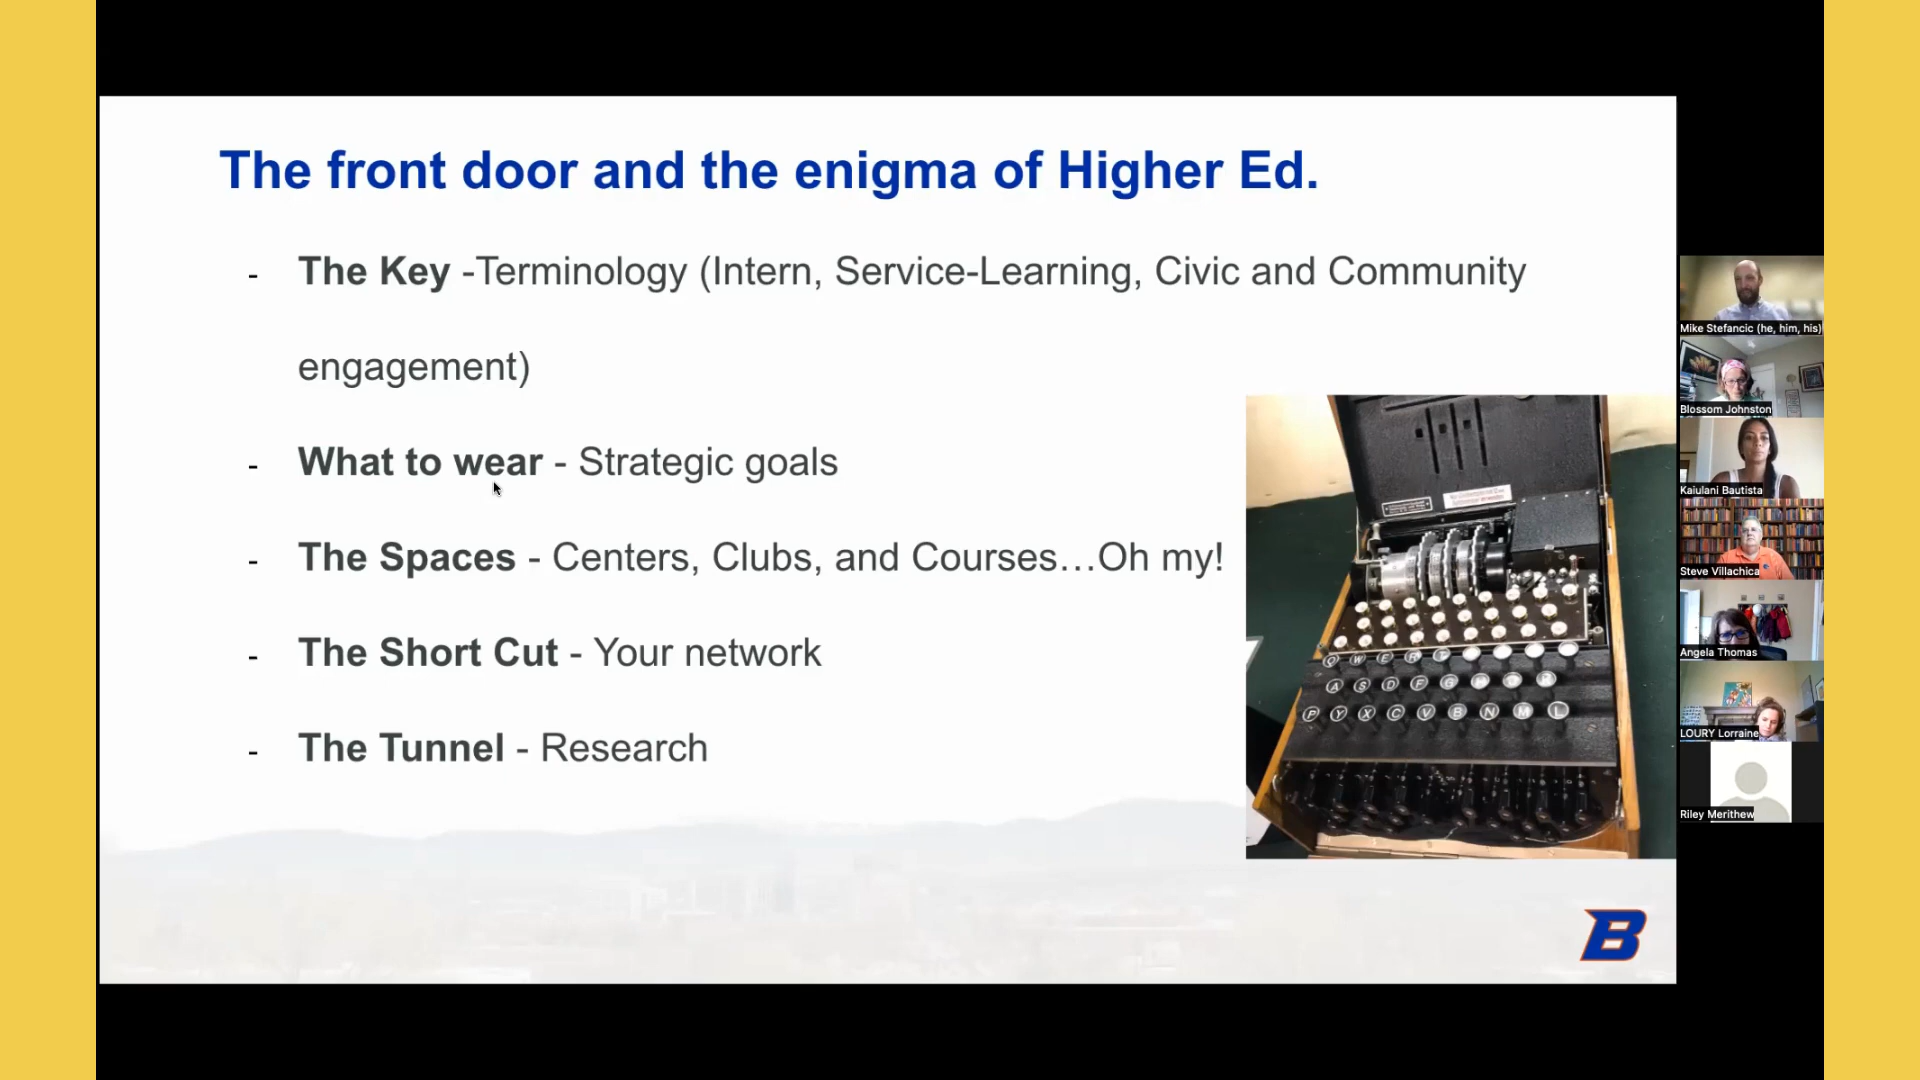 The front door and the enigma of Higher Ed.
- The Key -Terminology (Intern, Service-Learning, Civic and Community
engagement)
- What to wear - Strategic goals
- The Spaces - Centers, Clubs, and Courses…Oh my!
- The Short Cut - Your network
- The Tunnel - Research
Q W E R T
A S D F G
P Y X C V B N M L
B
Mike Stefancic (he, him, his)
Blossom Johnston
Kaiulani Bautista
Steve Villachica
Angela Thomas
LOURY Lorraine
Riley Merithew